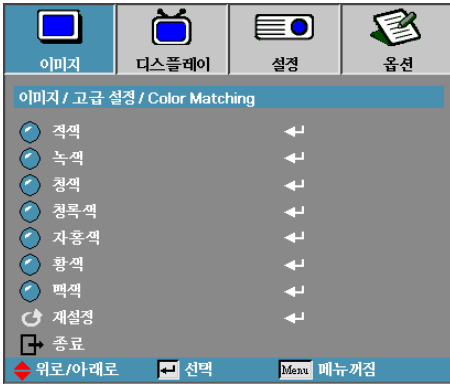 이미지 디스플레이 설정 옵션
이미지 / 고급 설정 / Color Matching
적색
녹색
청색
청록색
자홍색
황색
백색
재설정
종료
위로/아래로 선택 Menu 메뉴 꺼짐